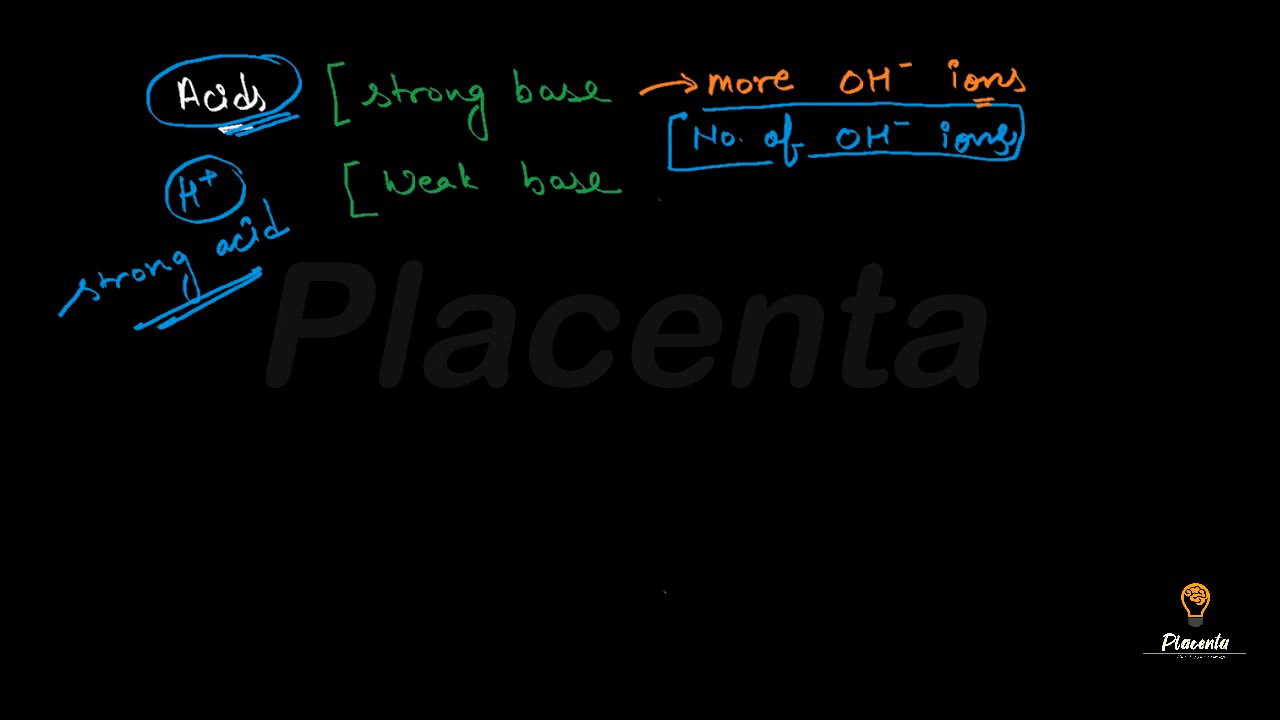 Acids [ strong base → more OH⁻ ions
[No. of OH⁻ ions
H⁺ [ Weak base
strong acid
Placenta
Placenta